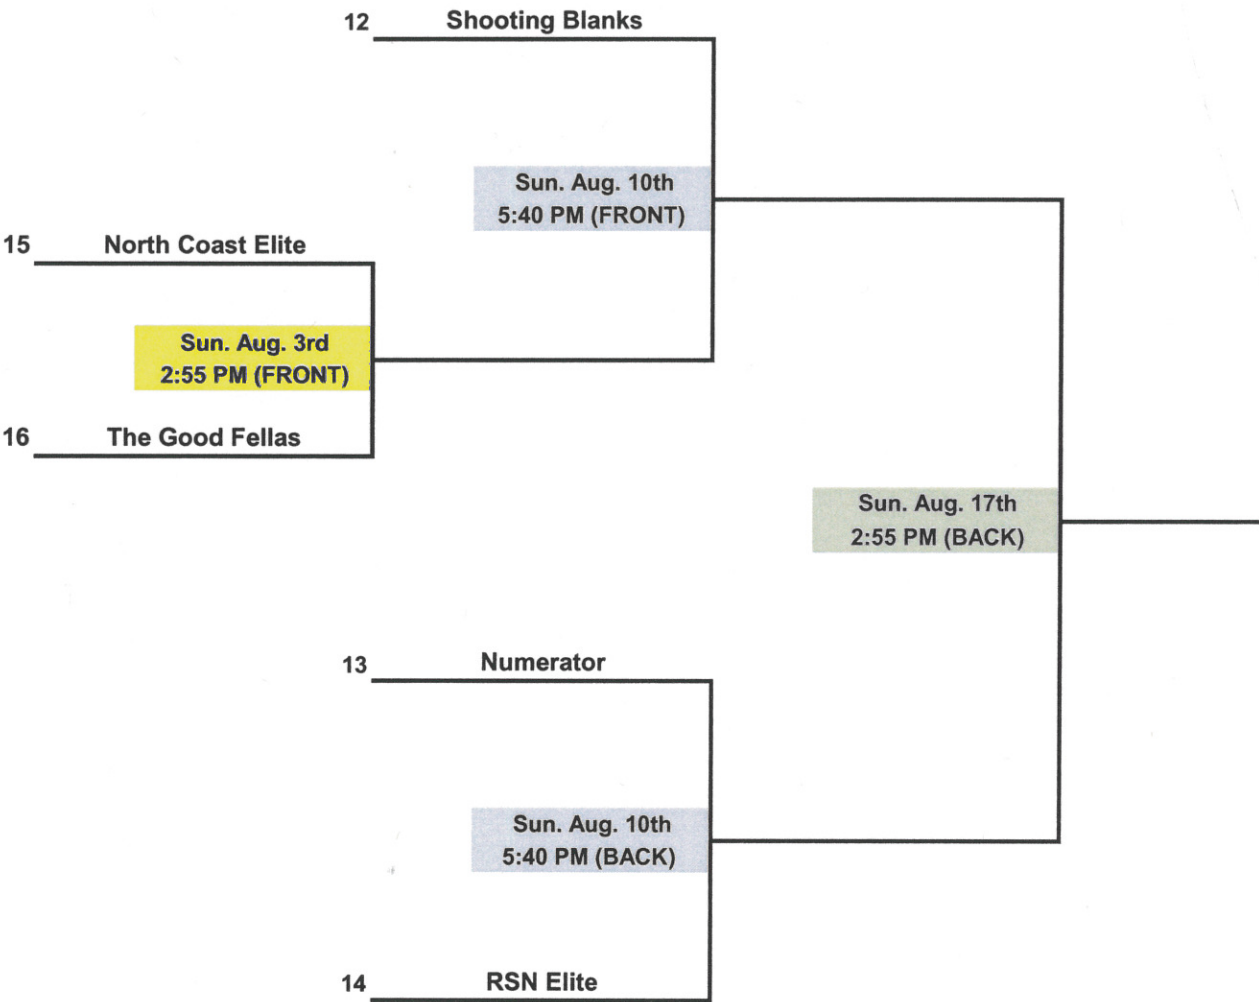 12 Shooting Blanks
Sun. Aug. 10th
5:40 PM (FRONT)
15 North Coast Elite
Sun. Aug. 3rd
2:55 PM (FRONT)
16 The Good Fellas
Sun. Aug. 17th
2:55 PM (BACK)
13 Numerator
Sun. Aug. 10th
5:40 PM (BACK)
14 RSN Elite